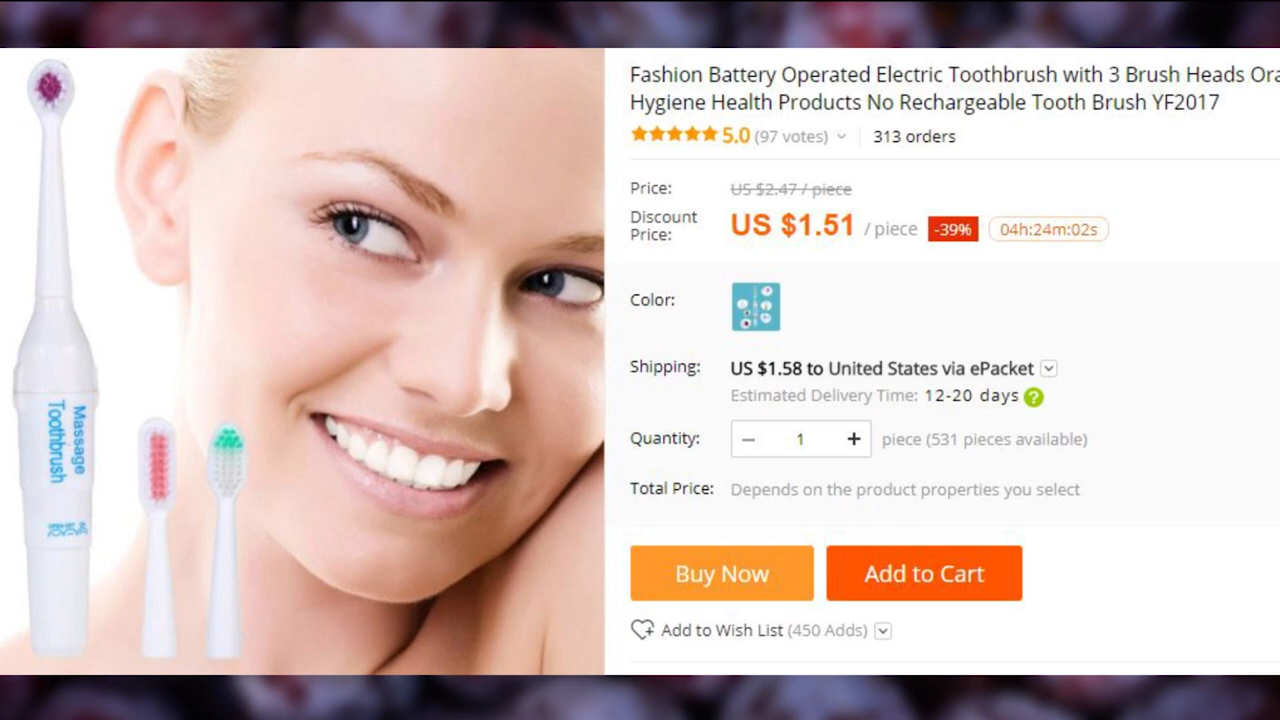 Fashion Battery Operated Electric Toothbrush with 3 Brush Heads Ora
Hygiene Health Products No Rechargeable Tooth Brush YF2017
5.0 (97 votes) 313 orders
Price: US $2.47 / piece
Discount
Price: US $1.51 / piece -39% 04h:24m:02s
Color:
Shipping: US $1.58 to United States via ePacket
Estimated Delivery Time: 12-20 days ?
Quantity: − 1 + piece (531 pieces available)
Total Price: Depends on the product properties you select
Buy Now Add to Cart
Add to Wish List (450 Adds)
Massage
Toothbrush